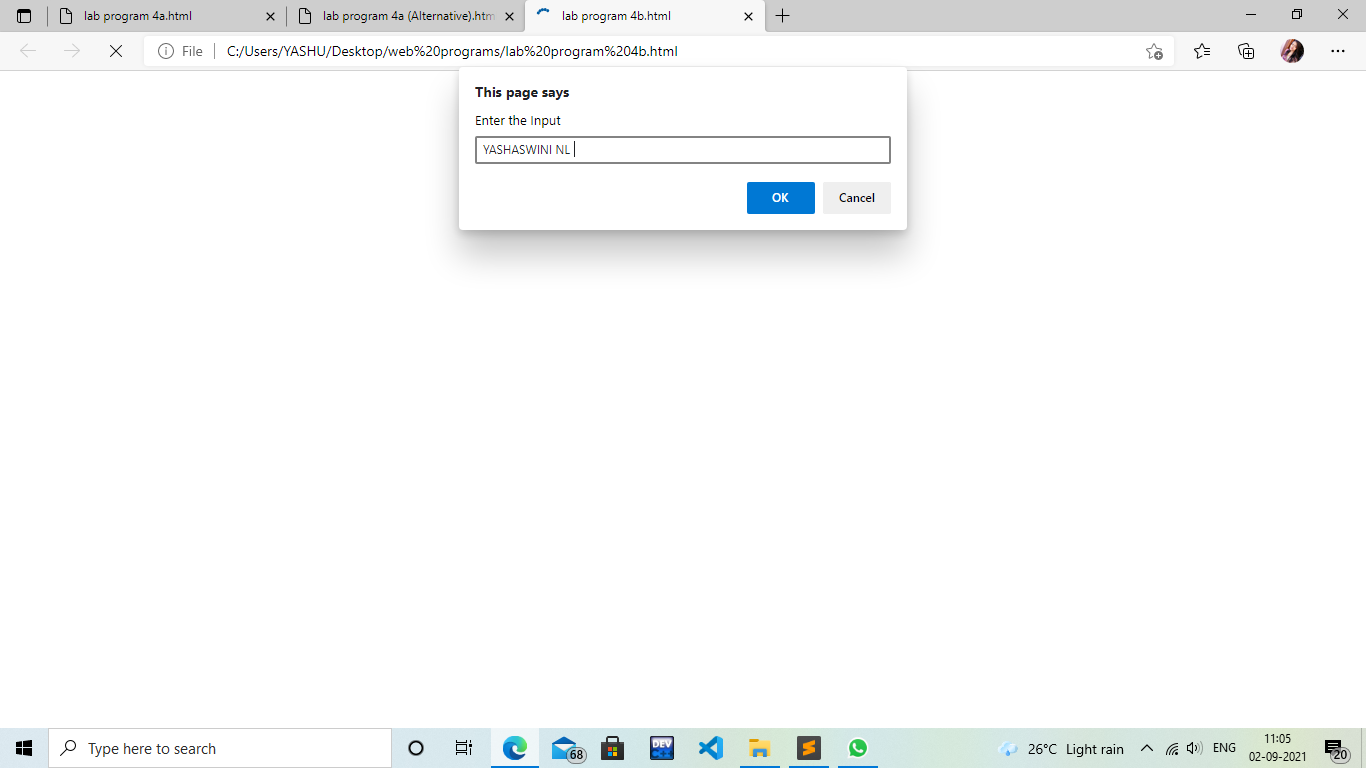 lab program 4a.html
lab program 4a (Alternative).htm
lab program 4b.html
File
C:/Users/YASHU/Desktop/web%20programs/lab%20program%204b.html
This page says
Enter the Input
YASHASWINI NL
OK
Cancel
Type here to search
68
DEV
C++
26°C Light rain
ENG
11:05
02-09-2021
20